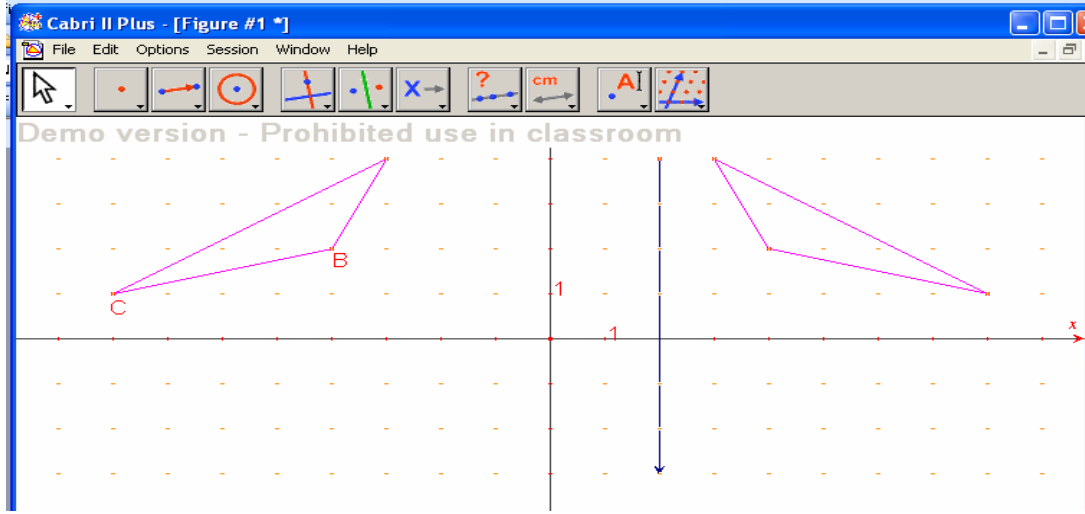 Cabri II Plus - [Figure #1 *]
File Edit Options Session Window Help
? cm A
Demo version - Prohibited use in classroom
B
C
1
1
x